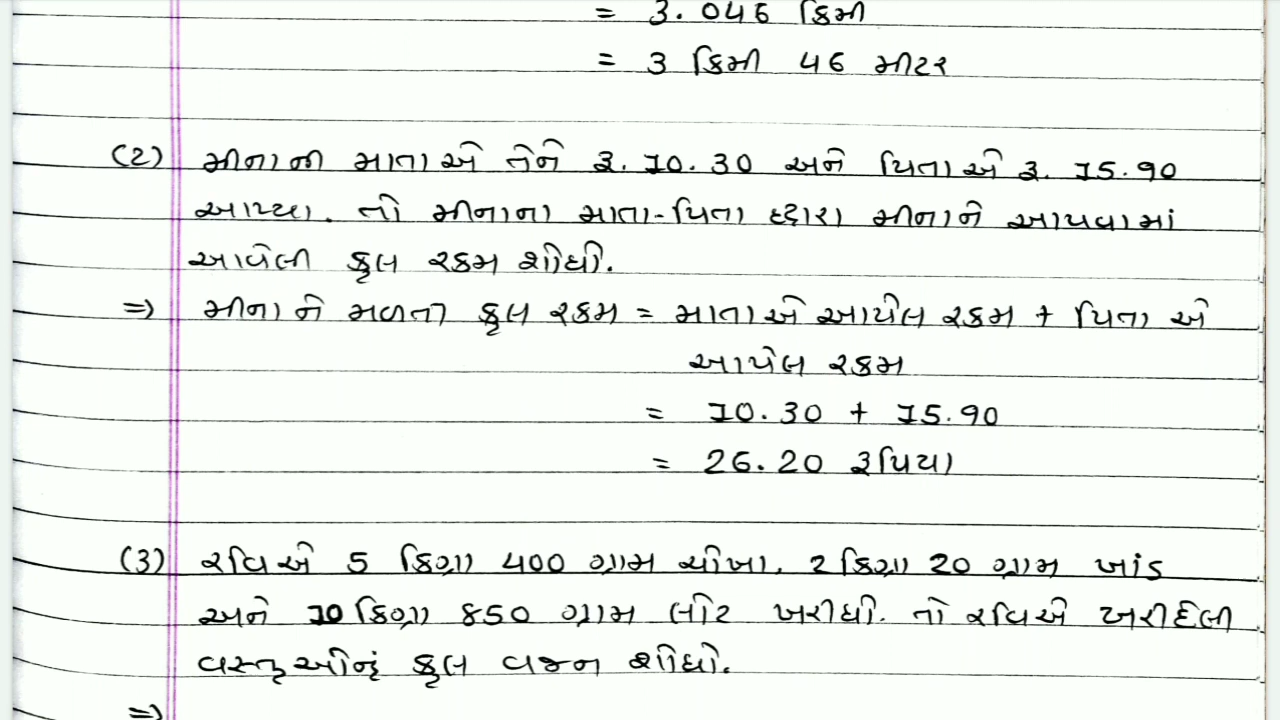 = 3.046 કિમી
= 3 કિમી 46 મીટર
(2) મીનાની માતાએ તેને રૂ. 10.30 અને પિતાએ રૂ. 15.90
આપ્યા. તો મીનાના માતા-પિતા દ્વારા મીનાને આપવામાં
આવેલી કુલ રકમ શોધો.
⇒ મીનાને મળતી કુલ રકમ = માતાએ આપેલ રકમ + પિતાએ
આપેલ રકમ
= 10.30 + 15.90
= 26.20 રૂપિયા
(3) રવિએ 5 કિગ્રા 400 ગ્રામ ચોખા, 2 કિગ્રા 20 ગ્રામ ખાંડ
અને 10 કિગ્રા 850 ગ્રામ લોટ ખરીધો. તો રવિએ ખરીદેલી
વસ્તુઓનું કુલ વજન શોધો.
⇒